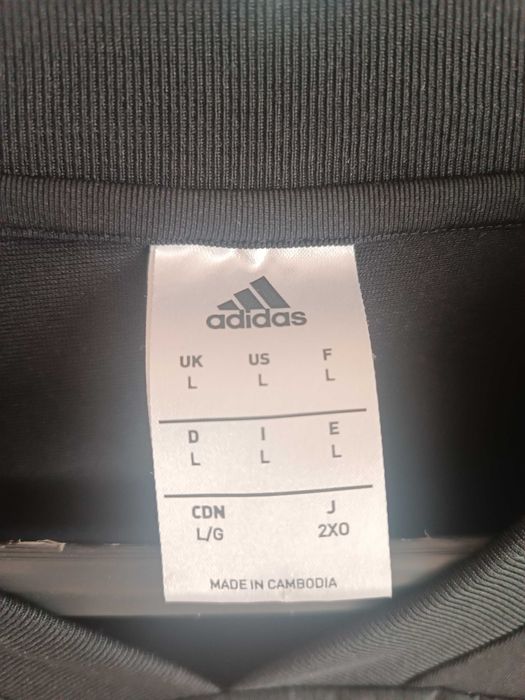 adidas
UK US F
L L L
D I E
L L L
CDN J
L/G 2XO
MADE IN CAMBODIA